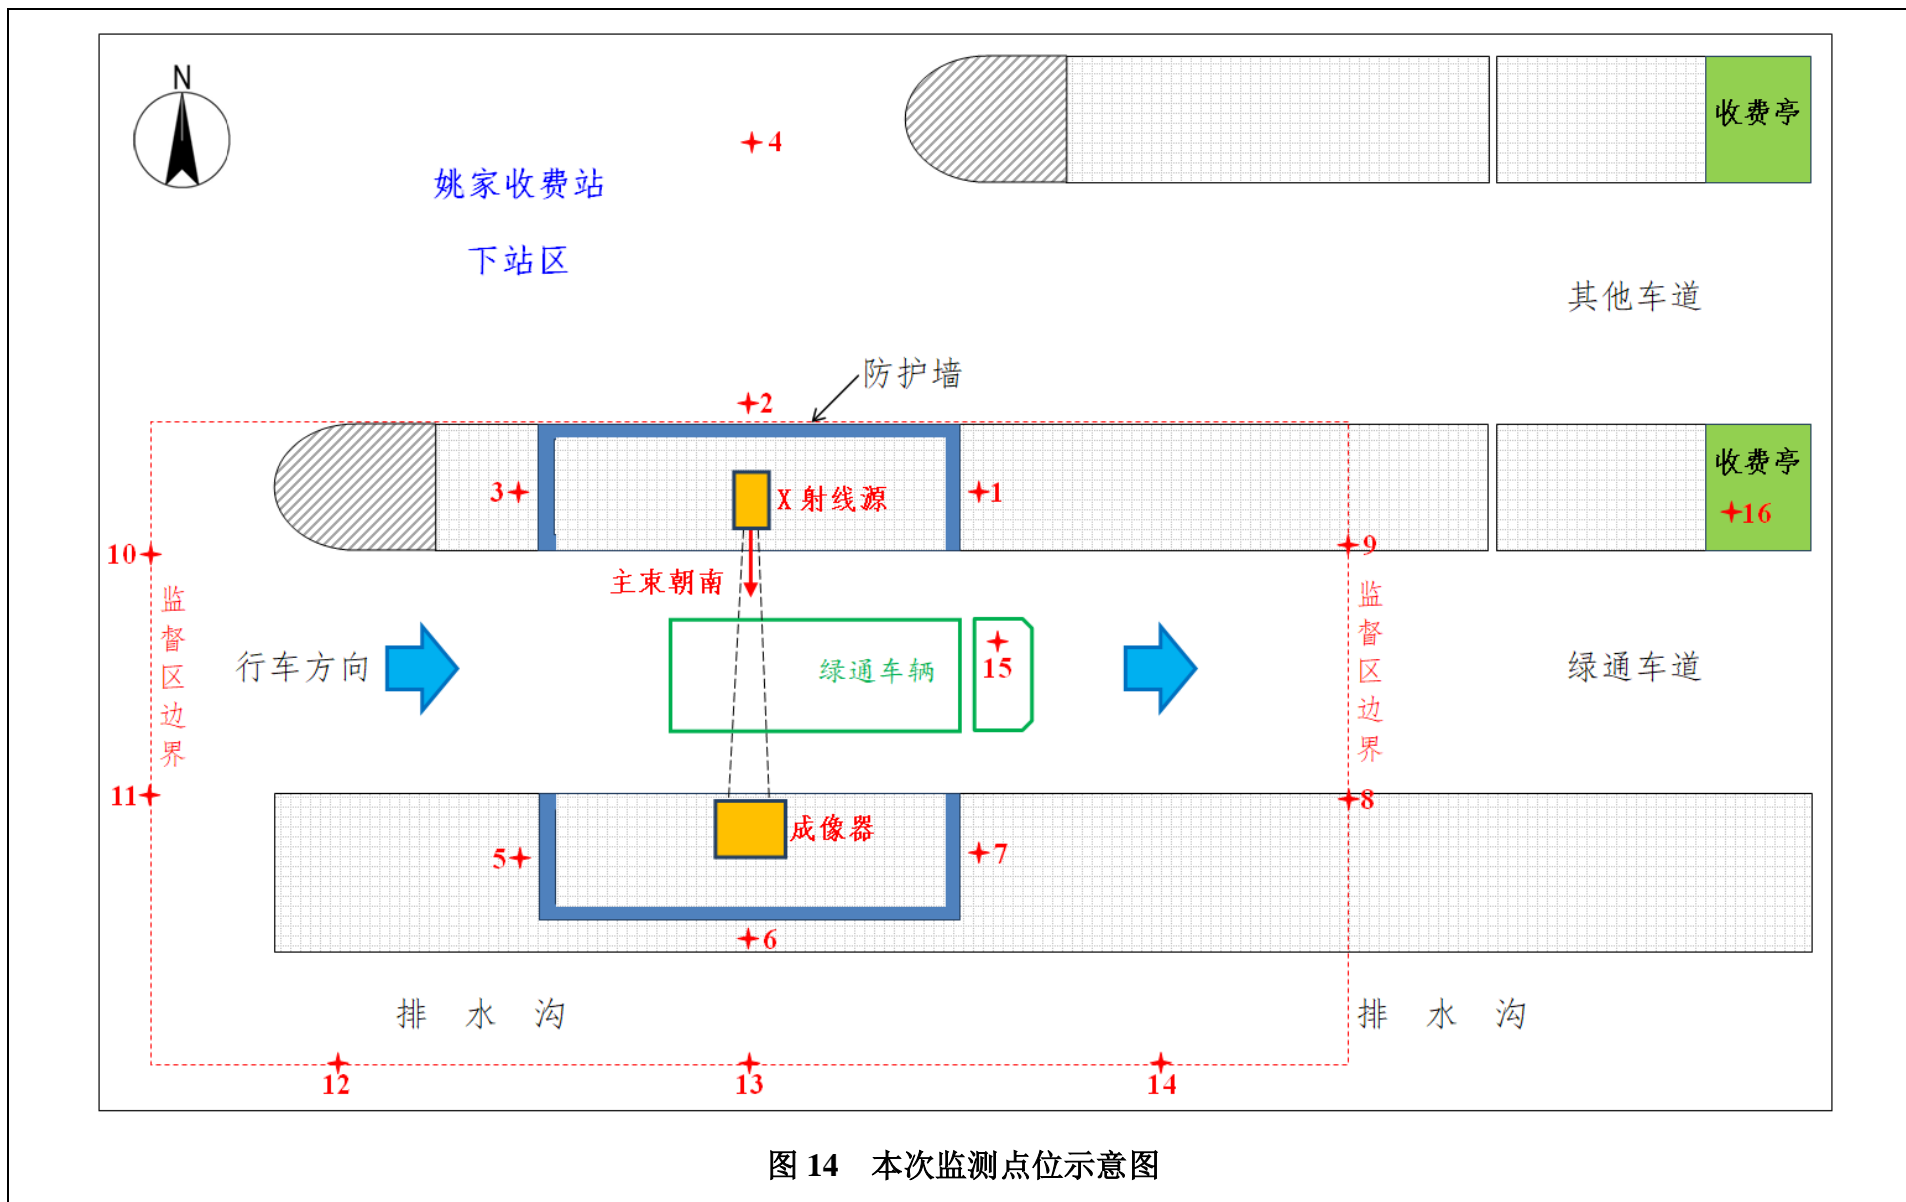 N
收费亭
4
姚家收费站
下站区
其他车道
防护墙
2
收费亭
3
X射线源
1
16
10
9
主束朝南
监督区边界
监督区边界
行车方向
绿通车辆
15
绿通车道
11
8
成像器
5
7
6
排 水 沟
排 水 沟
12
13
14
图 14 本次监测点位示意图